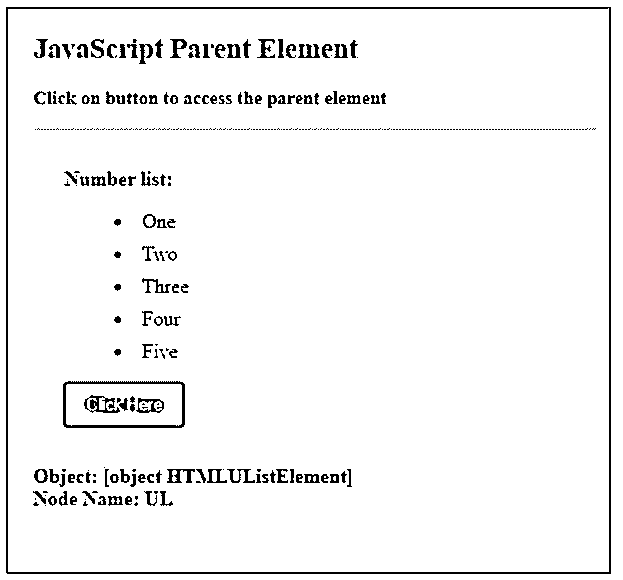 JavaScript Parent Element
Click on button to access the parent element
Number list:
• One
• Two
• Three
• Four
• Five
Click Here
Object: [object HTMLUListElement]
Node Name: UL